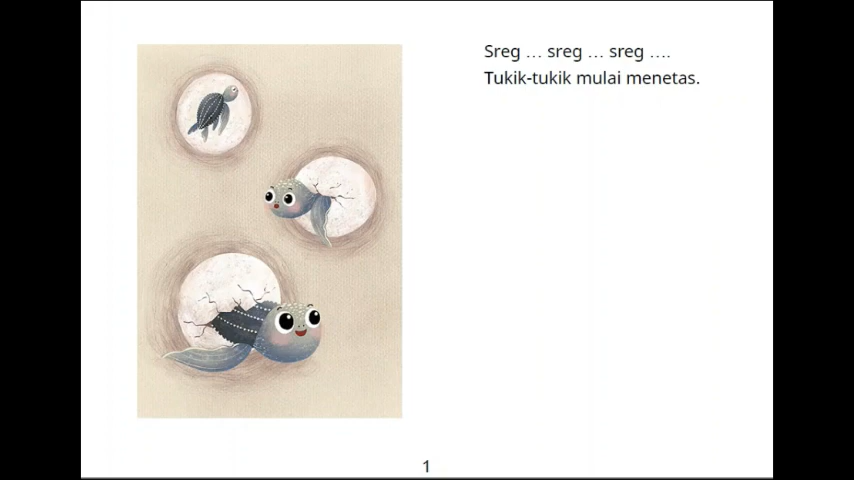 Sreg … sreg … sreg ….
Tukik-tukik mulai menetas.
1